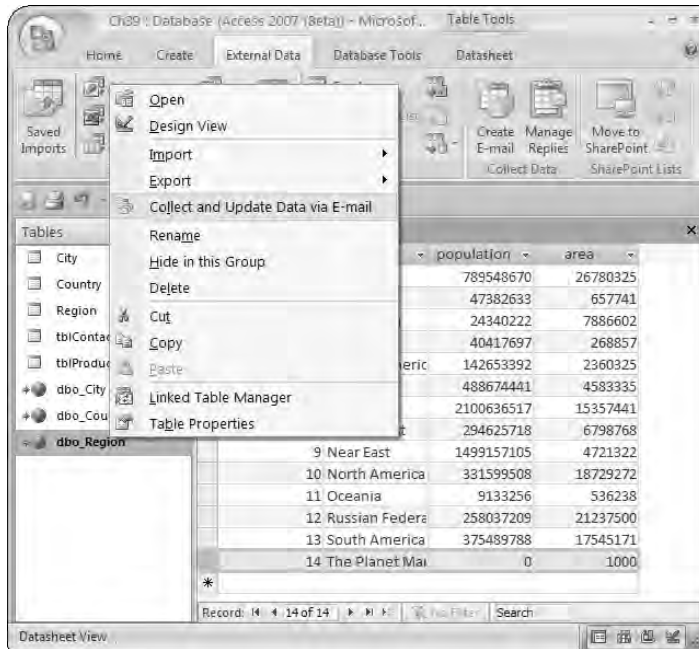 Ch39 : Database (Access 2007 (Beta)) - Microsof...
Table Tools
Home
Create
External Data
Database Tools
Datasheet
Saved Imports
Create E-mail
Manage Replies
Move to SharePoint
Collect Data
SharePoint Lists
Open
Design View
Import
Export
Collect and Update Data via E-mail
Rename
Hide in this Group
Delete
Cut
Copy
Paste
Linked Table Manager
Table Properties
Tables
City
Country
Region
tblContac
tblProduc
dbo_City
dbo_Cou
dbo_Region
population area
789548670 26780325
47382633 657741
24340222 7886602
40417697 268857
eric 142653392 2360325
488674441 4583335
2100636517 15357441
294625718 6798768
9 Near East 1499157105 4721322
10 North America 331599508 18729272
11 Oceania 9133256 536238
12 Russian Federa 258037209 21237500
13 South America 375489788 17545171
14 The Planet Mar 0 1000
*
Record: 14 of 14 No Filter Search
Datasheet View